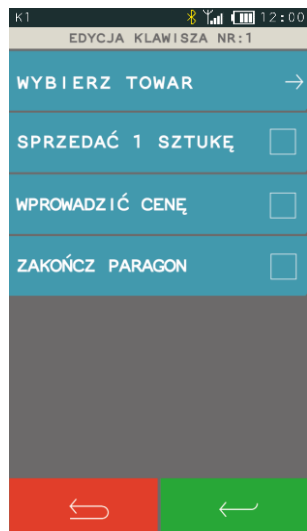 K1 12:00
EDYCJA KLAWISZA NR:1
WYBIERZ TOWAR
SPRZEDAĆ 1 SZTUKĘ
WPROWADZIĆ CENĘ
ZAKOŃCZ PARAGON